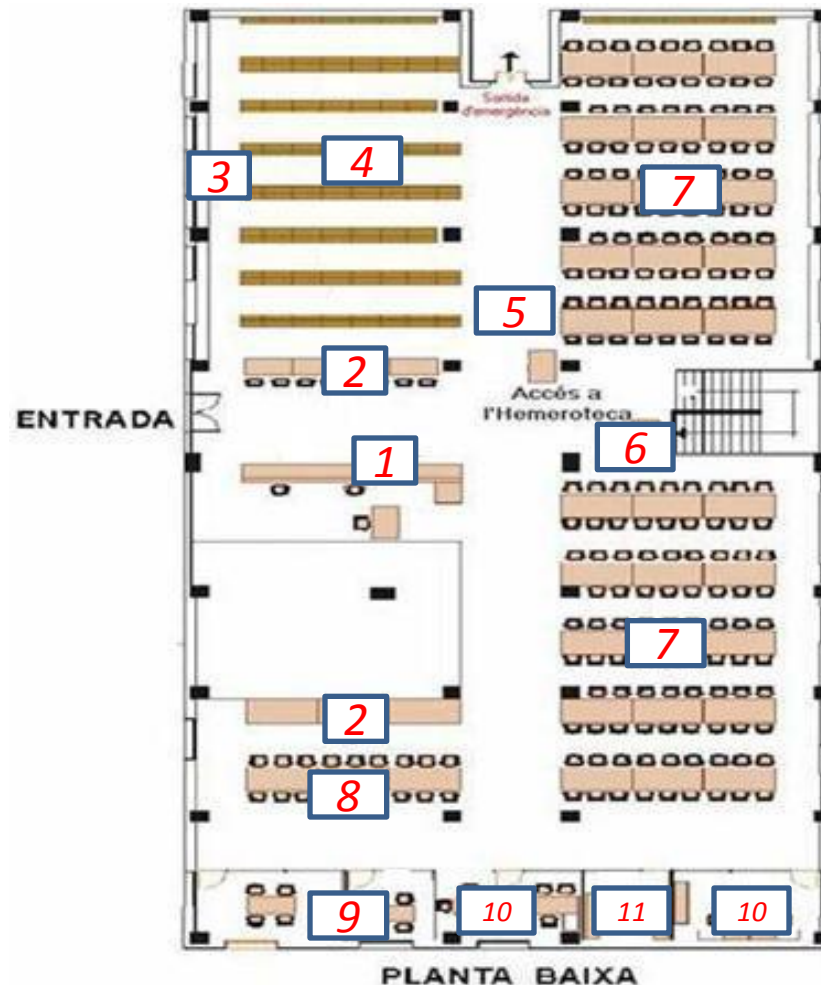 Sortida
d'emergència
3
4
7
5
2
Accés a
l'Hemeroteca
ENTRADA
6
1
7
2
8
9
10
11
10
PLANTA BAIXA